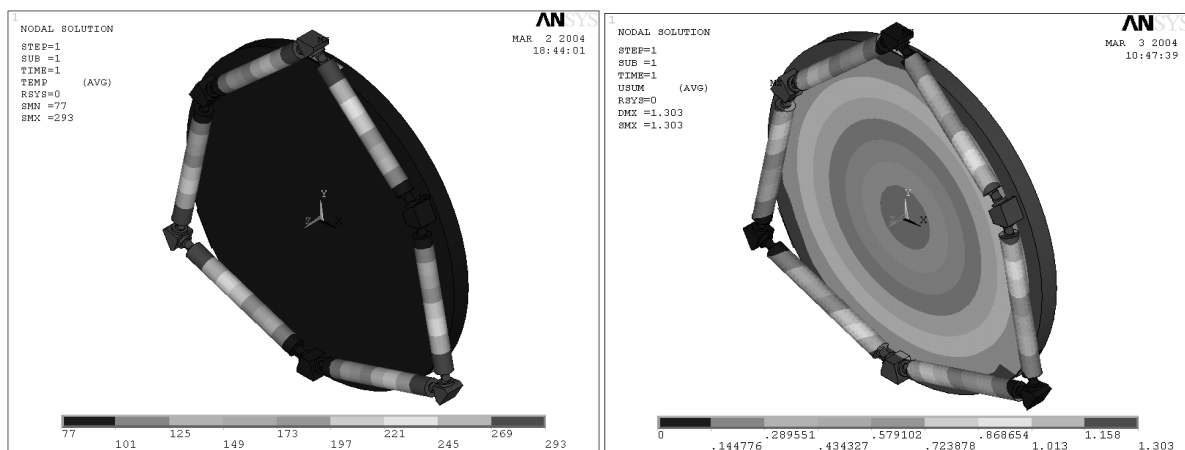 1
ANSYS
NODAL SOLUTION
MAR 2 2004
18:44:01
STEP=1
SUB =1
TIME=1
TEMP (AVG)
RSYS=0
SMN =77
SMX =293
Y
Z X
77 125 173 221 269
101 149 197 245 293
1
ANSYS
NODAL SOLUTION
MAR 3 2004
10:47:39
STEP=1
SUB =1
TIME=1
USUM (AVG)
RSYS=0
DMX =1.303
SMX =1.303
MX
Y
Z X
0 .289551 .579102 .868654 1.158
.144776 .434327 .723878 1.013 1.303